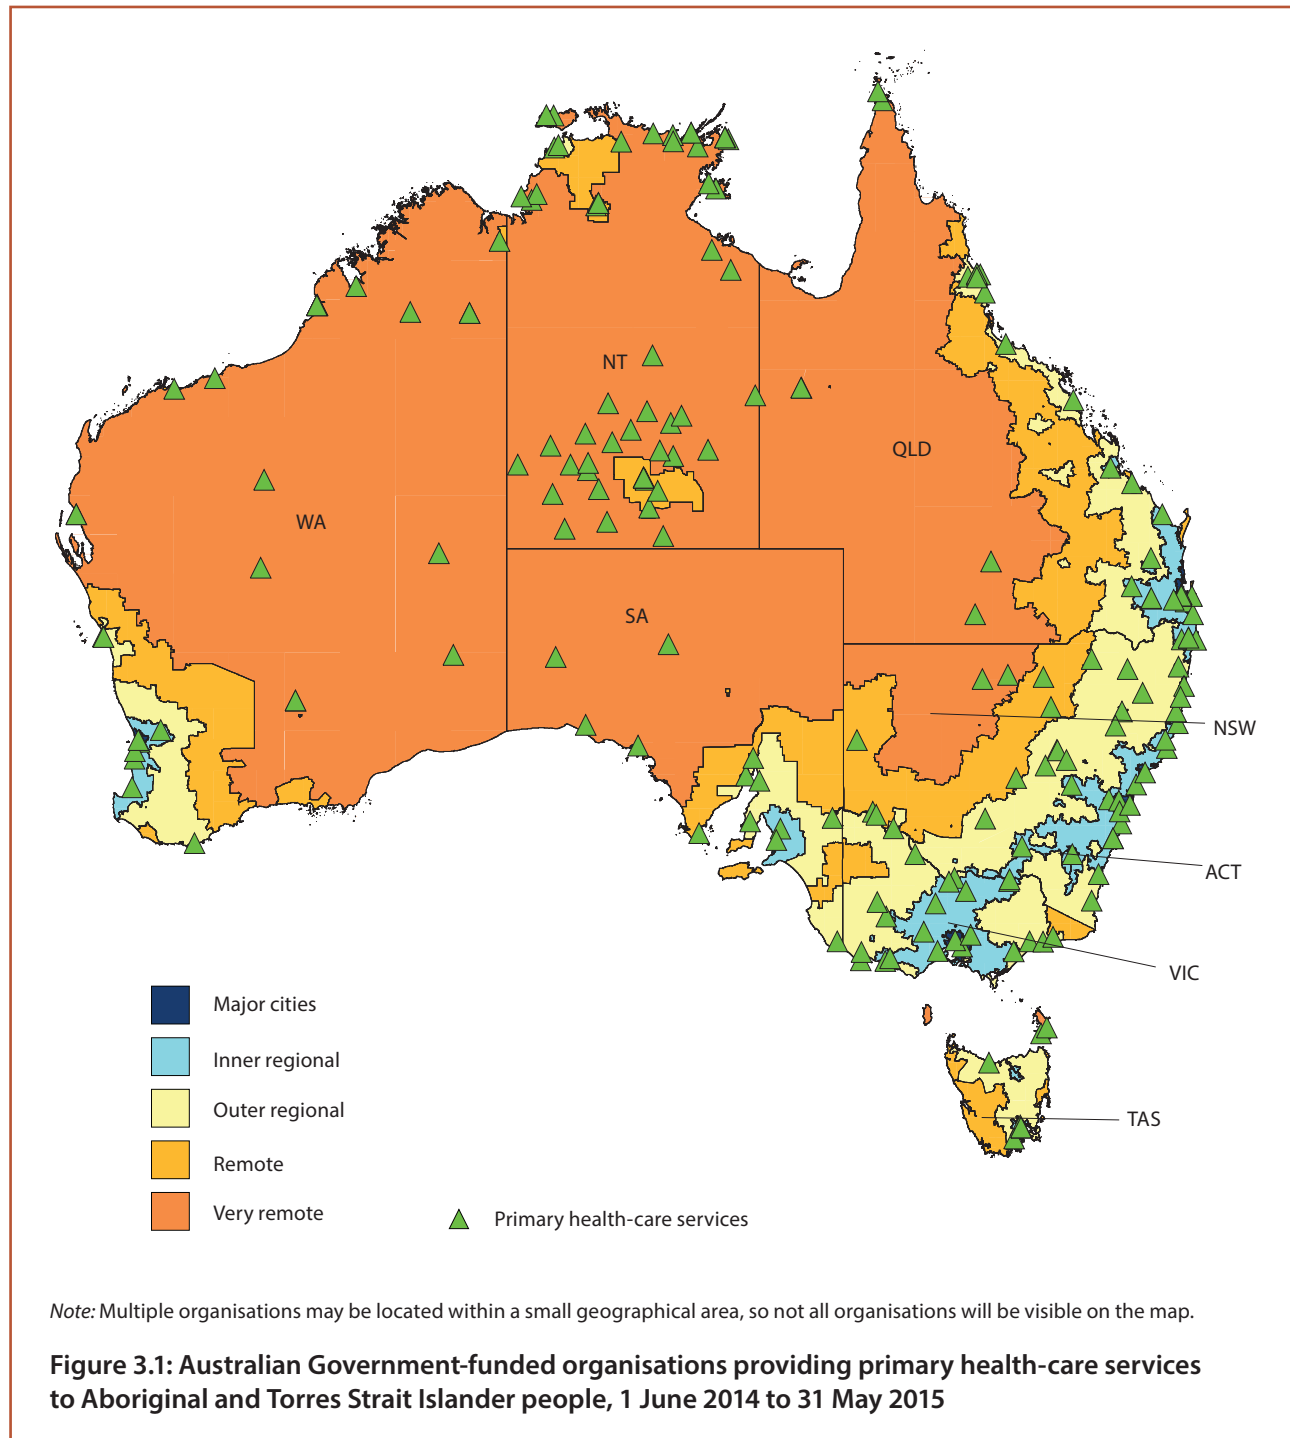 NT
QLD
WA
SA
NSW
ACT
VIC
TAS
Major cities
Inner regional
Outer regional
Remote
Very remote
Primary health-care services
Note: Multiple organisations may be located within a small geographical area, so not all organisations will be visible on the map.
Figure 3.1: Australian Government-funded organisations providing primary health-care services
to Aboriginal and Torres Strait Islander people, 1 June 2014 to 31 May 2015